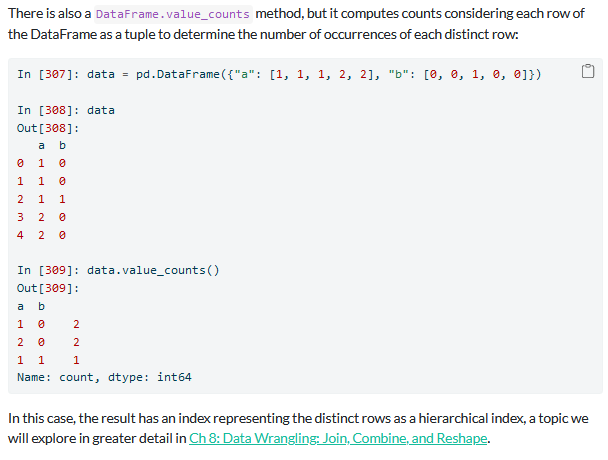 There is also a DataFrame.value_counts method, but it computes counts considering each row of
the DataFrame as a tuple to determine the number of occurrences of each distinct row:
In [307]: data = pd.DataFrame({"a": [1, 1, 1, 2, 2], "b": [0, 0, 1, 0, 0]})
In [308]: data
Out[308]:
   a  b
0  1  0
1  1  0
2  1  1
3  2  0
4  2  0
In [309]: data.value_counts()
Out[309]:
a  b
1  0    2
2  0    2
1  1    1
Name: count, dtype: int64
In this case, the result has an index representing the distinct rows as a hierarchical index, a topic we
will explore in greater detail in Ch 8: Data Wrangling: Join, Combine, and Reshape.